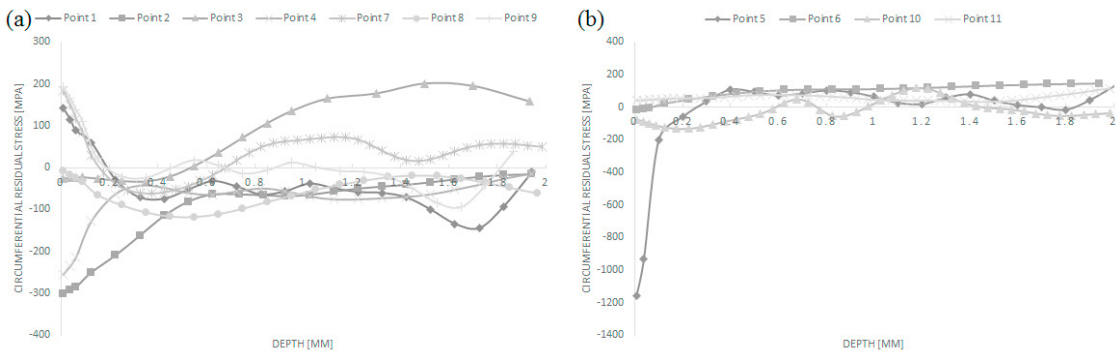 (a)
Point 1 Point 2 Point 3 Point 4 Point 7 Point 8 Point 9
300
200
100
0
-100
-200
-300
-400
0 0.2 0.4 0.6 0.8 1 1.2 1.4 1.6 1.8 2
CIRCUMFERENTIAL RESIDUAL STRESS [MPA]
DEPTH [MM]
(b)
Point 5 Point 6 Point 10 Point 11
400
200
0
-200
-400
-600
-800
-1000
-1200
-1400
0 0.2 0.4 0.6 0.8 1 1.2 1.4 1.6 1.8 2
CIRCUMFERENTIAL RESIDUAL STRESS [MPA]
DEPTH [MM]